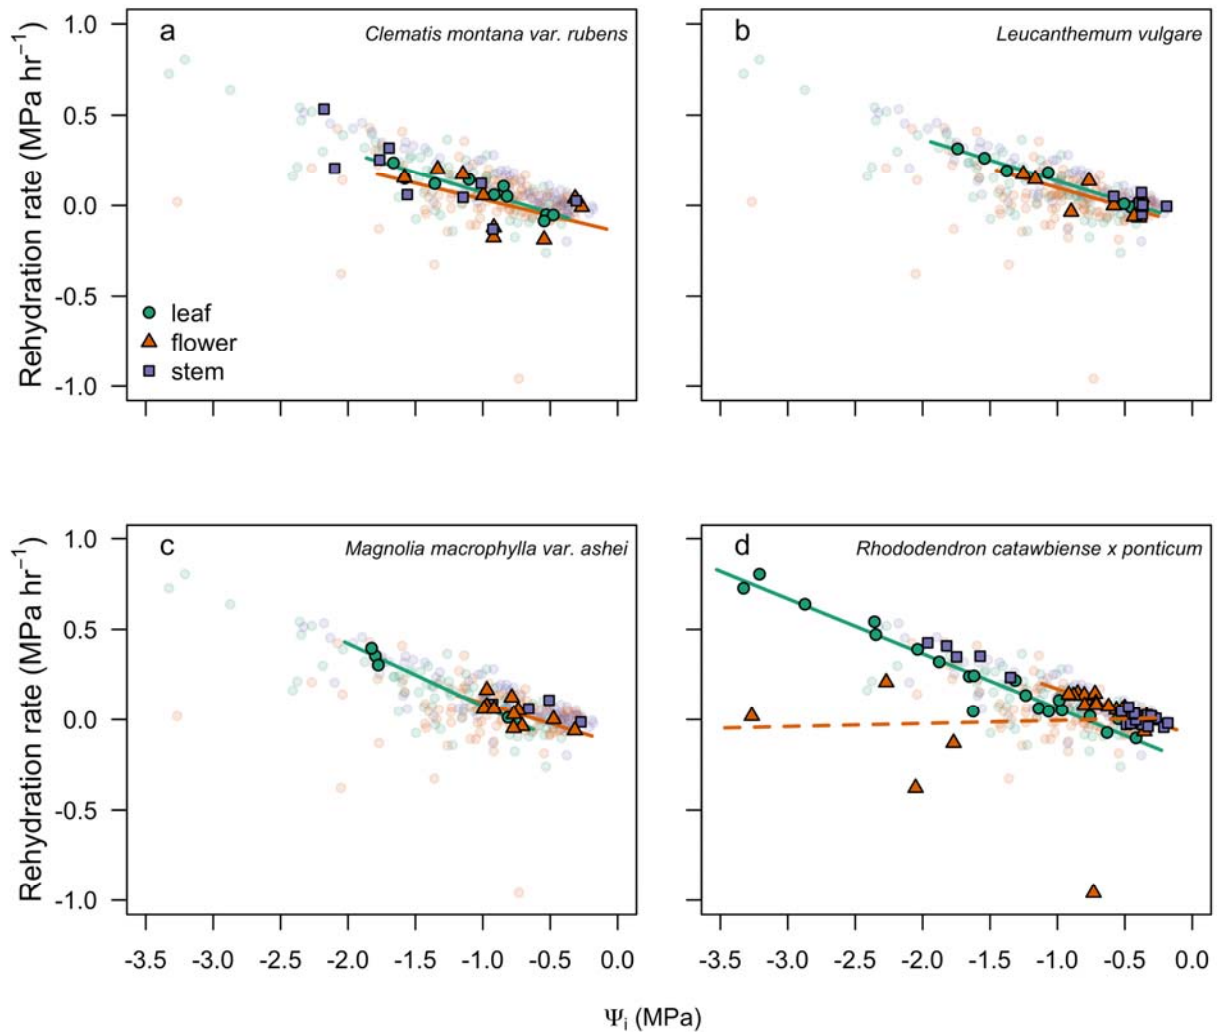 a
Clematis montana var. rubens
1.0
0.5
0.0
-0.5
-1.0
Rehydration rate (MPa hr⁻¹)
leaf
flower
stem
b
Leucanthemum vulgare
c
Magnolia macrophylla var. ashei
1.0
0.5
0.0
-0.5
-1.0
Rehydration rate (MPa hr⁻¹)
d
Rhododendron catawbiense x ponticum
-3.5 -3.0 -2.5 -2.0 -1.5 -1.0 -0.5 0.0
-3.5 -3.0 -2.5 -2.0 -1.5 -1.0 -0.5 0.0
Ψᵢ (MPa)